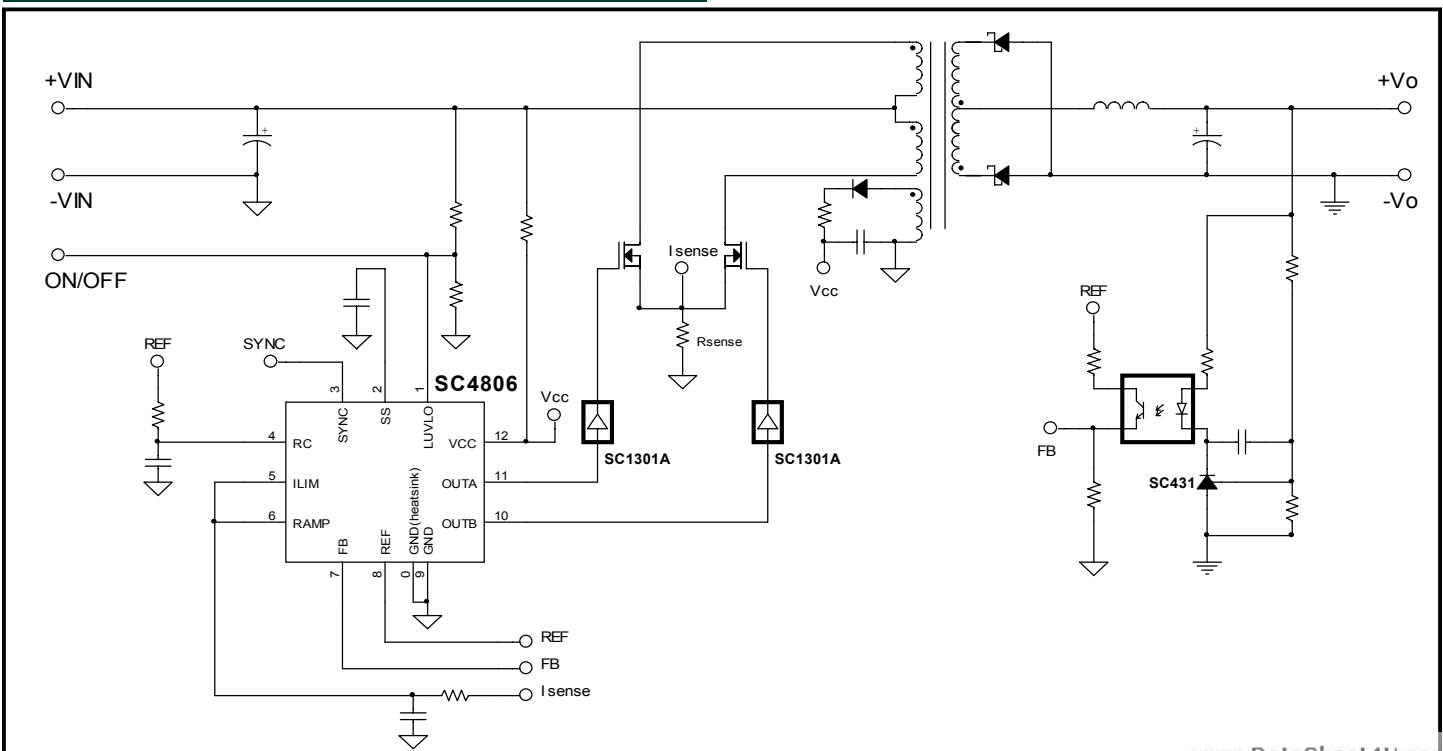 +VIN
+Vo
-VIN
-Vo
ON/OFF
Isense
Vcc
REF
REF
SYNC
Rsense
SC4806
3
2
1
SYNC
SS
LUVLO
Vcc
4
RC
VCC
12
FB
SC1301A
SC1301A
5
ILIM
OUTA
11
SC431
6
RAMP
OUTB
10
FB
REF
GND(heatsink)
GND
7
8
0
9
REF
FB
Isense
+
+